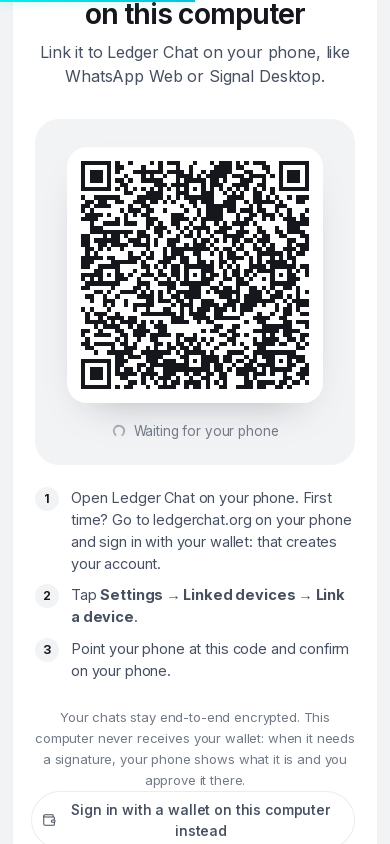 on this computer
Link it to Ledger Chat on your phone, like
WhatsApp Web or Signal Desktop.
Waiting for your phone
1 Open Ledger Chat on your phone. First
time? Go to ledgerchat.org on your phone
and sign in with your wallet: that creates
your account.
2 Tap Settings → Linked devices → Link
a device.
3 Point your phone at this code and confirm
on your phone.
Your chats stay end-to-end encrypted. This
computer never receives your wallet: when it needs
a signature, your phone shows what it is and you
approve it there.
Sign in with a wallet on this computer
instead